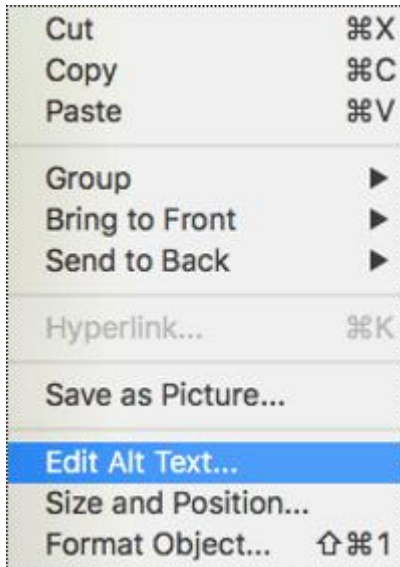 Cut ⌘X
Copy ⌘C
Paste ⌘V
Group ▶
Bring to Front ▶
Send to Back ▶
Hyperlink... ⌘K
Save as Picture...
Edit Alt Text...
Size and Position...
Format Object... ⇧⌘1